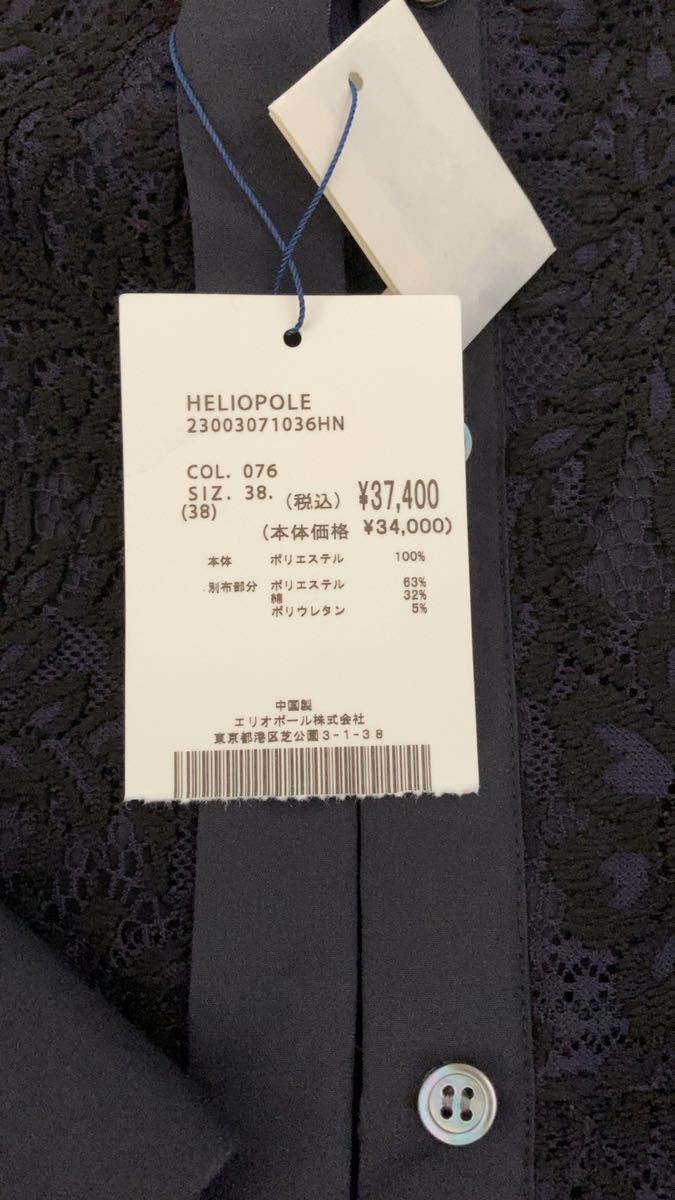 HELIOPOLE
23003071036HN
COL. 076
SIZ. 38. (税込) ¥37,400
(38)
(本体価格 ¥34,000)
本体 ポリエステル 100%
別布部分 ポリエステル 63%
綿 32%
ポリウレタン 5%
中国製
エリオポール株式会社
東京都港区芝公園3-1-38